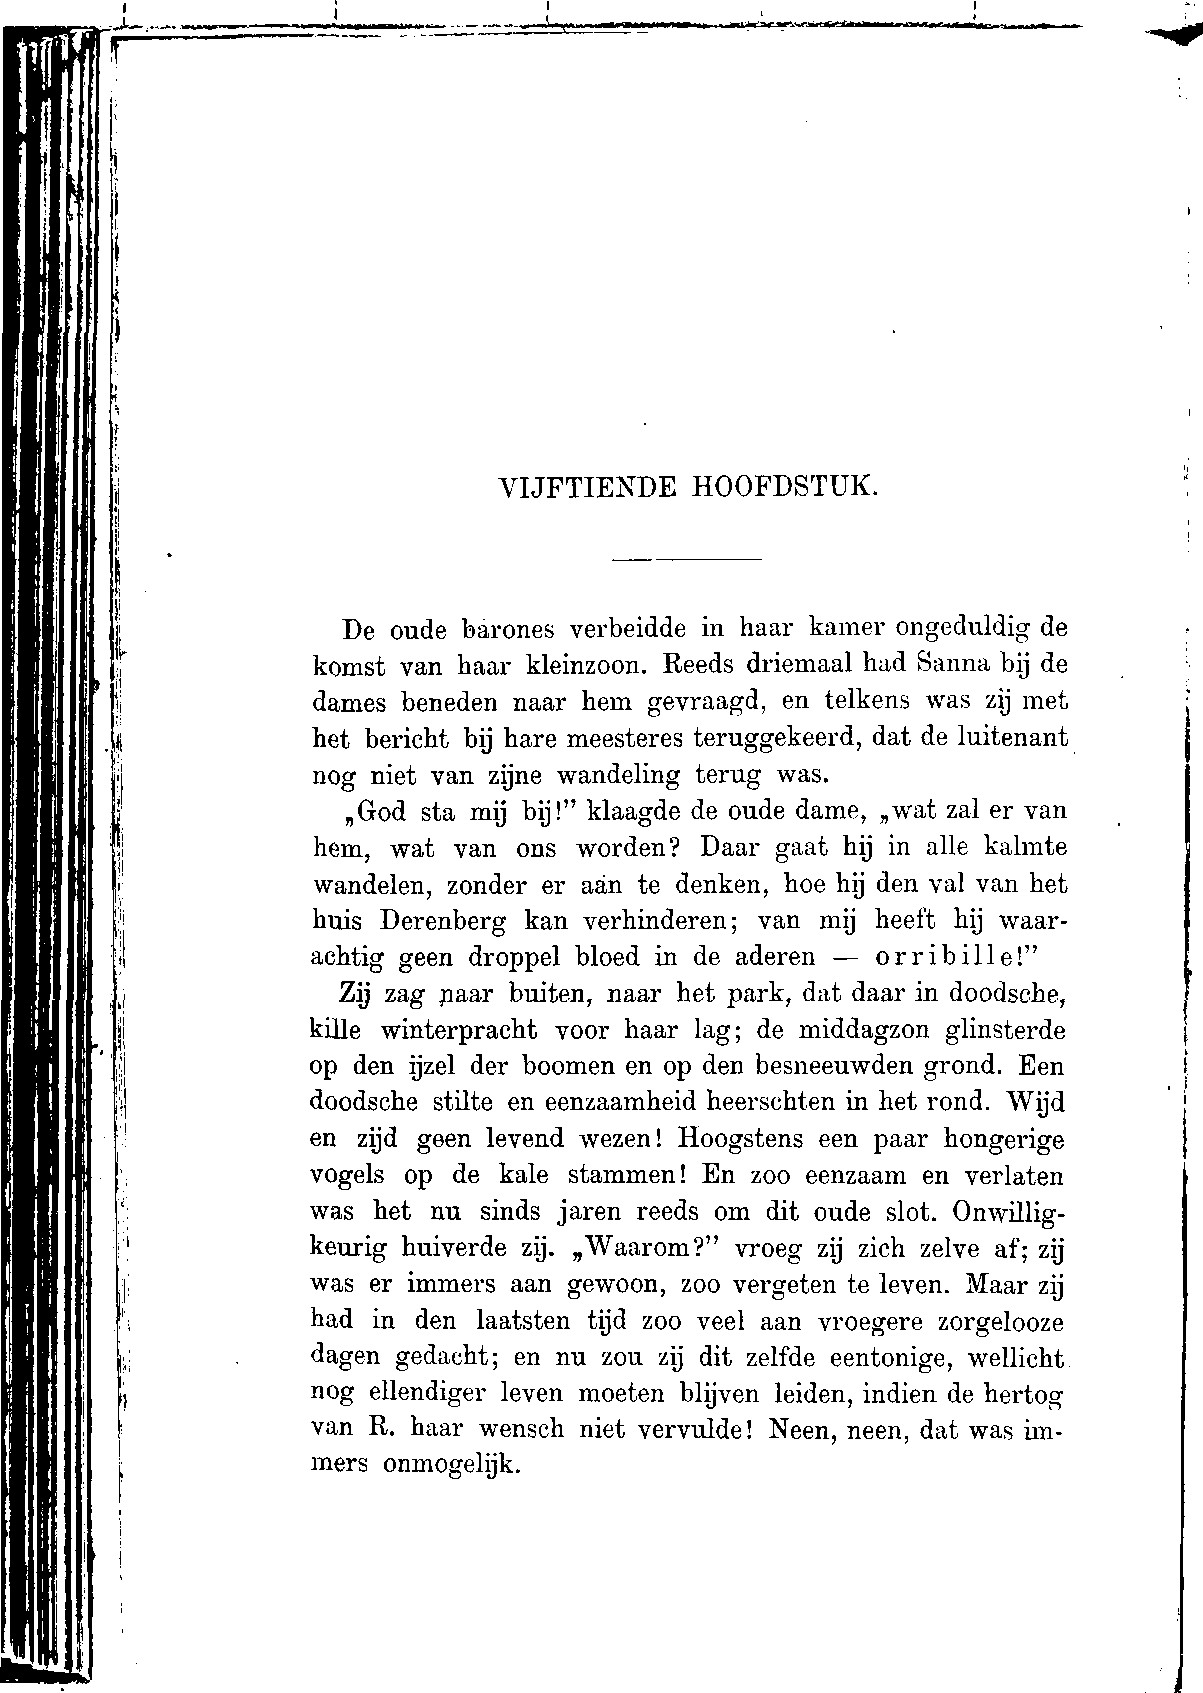 VIJFTIENDE HOOFDSTUK.
De oude barones verbeidde in haar kamer ongeduldig de
komst van haar kleinzoon. Reeds driemaal had Sanna bij de
dames beneden naar hem gevraagd, en telkens was zij met
het bericht bij hare meesteres teruggekeerd, dat de luitenant
nog niet van zijne wandeling terug was.
„God sta mij bij!” klaagde de oude dame, „wat zal er van
hem, wat van ons worden? Daar gaat hij in alle kalmte
wandelen, zonder er aan te denken, hoe hij den val van het
huis Derenberg kan verhinderen; van mij heeft hij waar-
achtig geen droppel bloed in de aderen — orribille!”
Zij zag naar buiten, naar het park, dat daar in doodsche,
kille winterpracht voor haar lag; de middagzon glinsterde
op den ijzel der boomen en op den besneeuwden grond. Een
doodsche stilte en eenzaamheid heerschten in het rond. Wijd
en zijd geen levend wezen! Hoogstens een paar hongerige
vogels op de kale stammen! En zoo eenzaam en verlaten
was het nu sinds jaren reeds om dit oude slot. Onwillig-
keurig huiverde zij. „Waarom?” vroeg zij zich zelve af; zij
was er immers aan gewoon, zoo vergeten te leven. Maar zij
had in den laatsten tijd zoo veel aan vroegere zorgelooze
dagen gedacht; en nu zou zij dit zelfde eentonige, wellicht
nog ellendiger leven moeten blijven leiden, indien de hertog
van R. haar wensch niet vervulde! Neen, neen, dat was im-
mers onmogelijk.